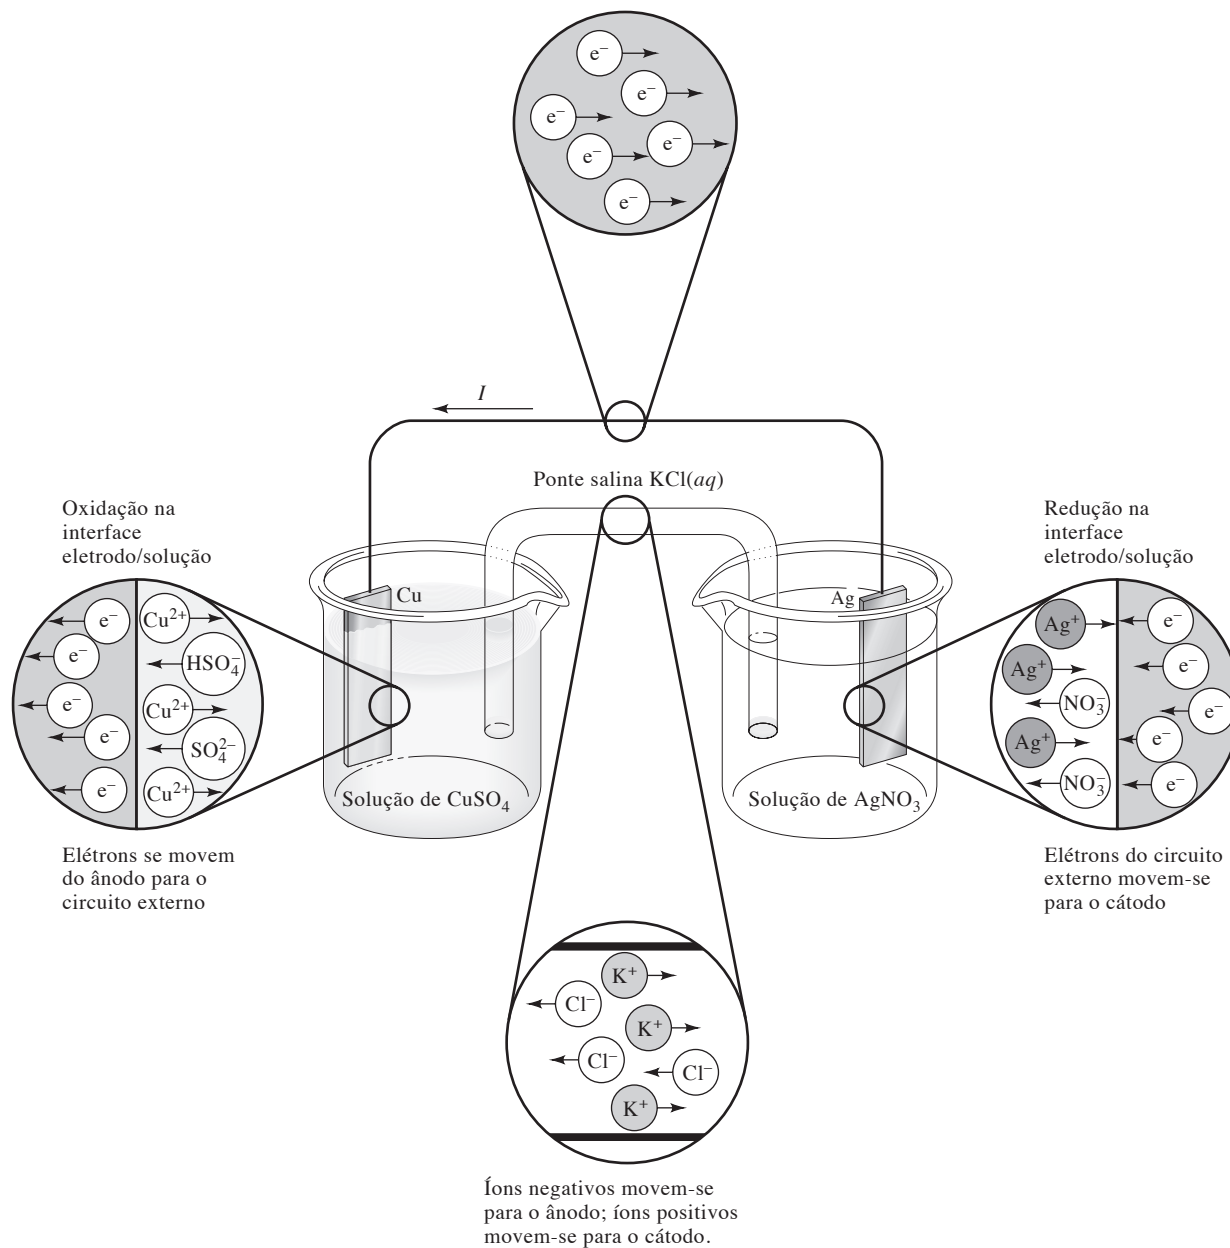 e⁻
e⁻
e⁻
e⁻
e⁻
e⁻
I
Ponte salina KCl(aq)
Oxidação na
interface
eletrodo/solução
Redução na
interface
eletrodo/solução
Cu
Ag
e⁻
e⁻
e⁻
e⁻
e⁻
Cu²⁺
HSO₄⁻
Cu²⁺
SO₄²⁻
Cu²⁺
Solução de CuSO₄
Solução de AgNO₃
Ag⁺
Ag⁺
NO₃⁻
Ag⁺
NO₃⁻
e⁻
e⁻
e⁻
e⁻
e⁻
Elétrons se movem
do ânodo para o
circuito externo
Elétrons do circuito
externo movem-se
para o cátodo
K⁺
Cl⁻
K⁺
Cl⁻
Cl⁻
K⁺
Íons negativos movem-se
para o ânodo; íons positivos
movem-se para o cátodo.